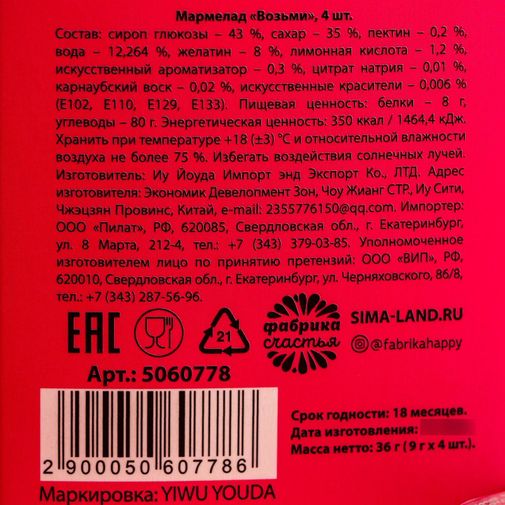 Мармелад «Возьми», 4 шт.
Состав: сироп глюкозы – 43 %, сахар – 35 %, пектин – 0,2 %,
вода – 12,264 %, желатин – 8 %, лимонная кислота – 1,2 %,
искусственный ароматизатор – 0,3 %, цитрат натрия – 0,01 %,
карнаубский воск – 0,02 %, искусственные красители – 0,006 %
(Е102, Е110, Е129, Е133). Пищевая ценность: белки – 8 г,
углеводы – 80 г. Энергетическая ценность: 350 ккал / 1464,4 кДж.
Хранить при температуре +18 (±3) °С и относительной влажности
воздуха не более 75 %. Избегать воздействия солнечных лучей.
Изготовитель: Иу Йоуда Импорт энд Экспорт Ко., ЛТД. Адрес
изготовителя: Экономик Девелопмент Зон, Чоу Жианг СТР., Иу Сити,
Чжэцзян Провинс, Китай, e-mail: 2355776150@qq.com. Импортер:
ООО «Пилат», РФ, 620085, Свердловская обл., г. Екатеринбург,
ул. 8 Марта, 212-4, тел.: +7 (343) 379-03-85. Уполномоченное
изготовителем лицо по принятию претензий: ООО «ВИП», РФ,
620010, Свердловская обл., г. Екатеринбург, ул. Черняховского, 86/8,
тел.: +7 (343) 287-56-96.
ЕАС
21
фабрика
счастья
SIMA-LAND.RU
@fabrikahappy
Арт.: 5060778
2 900050 607786
Маркировка: YIWU YOUDA
Срок годности: 18 месяцев.
Дата изготовления:
Масса нетто: 36 г (9 г х 4 шт.).